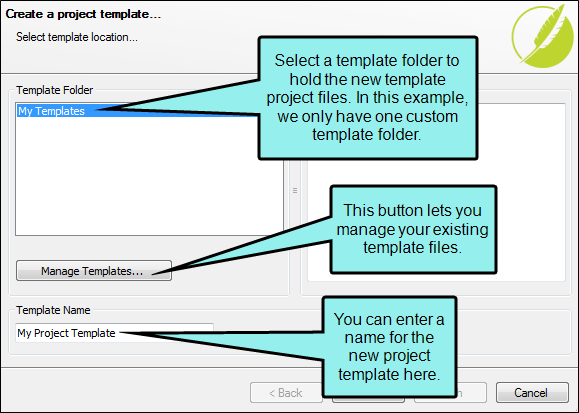 Create a project template...
Select template location...
Select a template folder to
hold the new template
project files. In this example,
we only have one custom
template folder.
Template Folder
My Templates
This button lets you
manage your existing
template files.
Manage Templates...
Template Name
My Project Template
You can enter a
name for the
new project
template here.
< Back
Cancel